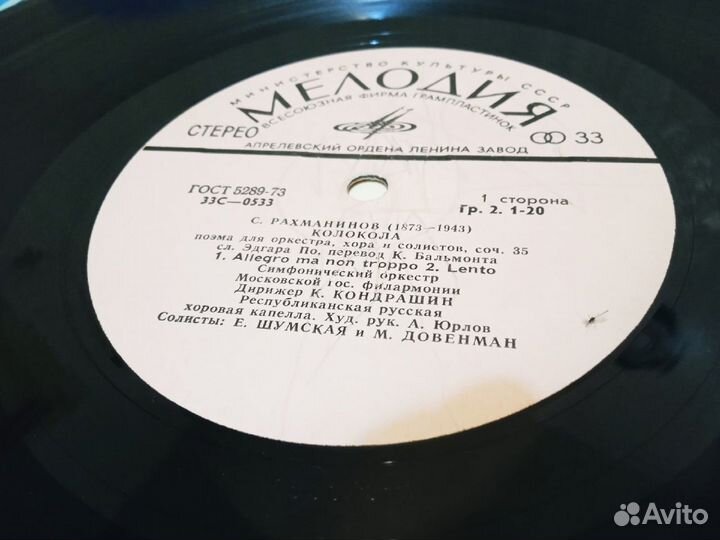 МИНИСТЕРСТВО КУЛЬТУРЫ СССР
МЕЛОДИЯ
ВСЕСОЮЗНАЯ ФИРМА ГРАМПЛАСТИНОК
СТЕРЕО
33
АПРЕЛЕВСКИЙ ОРДЕНА ЛЕНИНА ЗАВОД
ГОСТ 5289-73
33С—0533
1 сторона
Гр. 2. 1-20
С. РАХМАНИНОВ (1873—1943)
КОЛОКОЛА
поэма для оркестра, хора и солистов, соч. 35
сл. Эдгара По, перевод К. Бальмонта
1. Allegro ma non troppo 2. Lento
Симфонический оркестр
Московской гос. филармонии
Дирижер К. КОНДРАШИН
Республиканская русская
хоровая капелла. Худ. рук. А. Юрлов
Солисты: Е. ШУМСКАЯ и М. ДОВЕНМАН
Avito